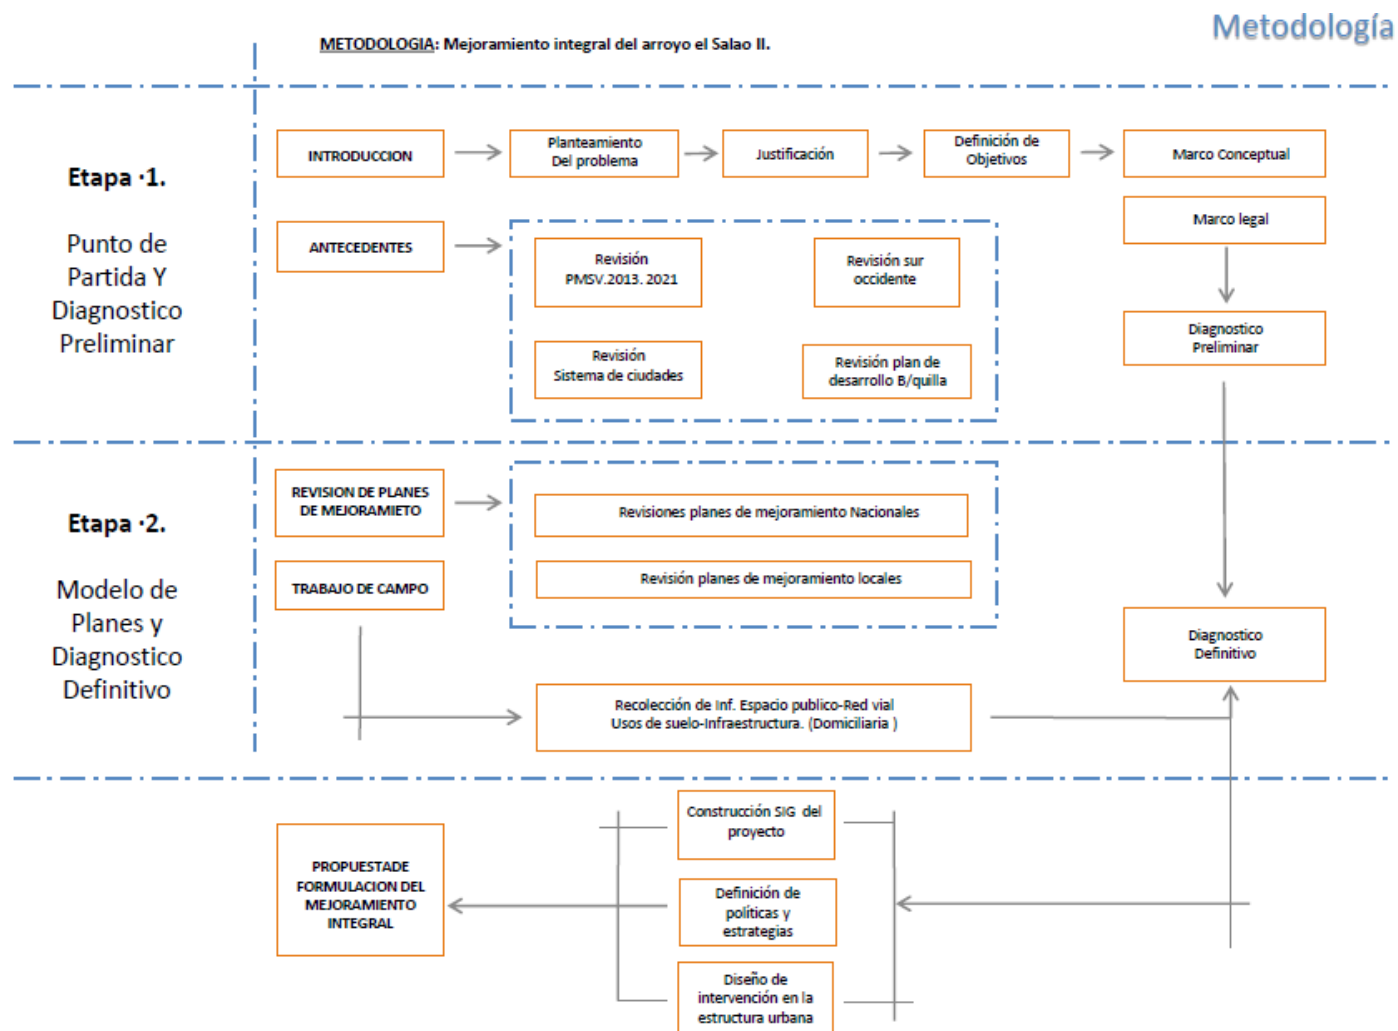 Metodología
METODOLOGIA: Mejoramiento integral del arroyo el Salao II.
Etapa ·1.
Punto de
Partida Y
Diagnostico
Preliminar
INTRODUCCION
Planteamiento
Del problema
Justificación
Definición de
Objetivos
Marco Conceptual
Marco legal
ANTECEDENTES
Revisión
PMSV.2013. 2021
Revisión sur
occidente
Revisión
Sistema de ciudades
Revisión plan de
desarrollo B/quilla
Diagnostico
Preliminar
Etapa ·2.
Modelo de
Planes y
Diagnostico
Definitivo
REVISION DE PLANES
DE MEJORAMIETO
Revisiones planes de mejoramiento Nacionales
TRABAJO DE CAMPO
Revisión planes de mejoramiento locales
Diagnostico
Definitivo
Recolección de Inf. Espacio publico-Red vial
Usos de suelo-Infraestructura. (Domiciliaria )
Construcción SIG del
proyecto
PROPUESTADE
FORMULACION DEL
MEJORAMIENTO
INTEGRAL
Definición de
políticas y
estrategias
Diseño de
intervención en la
estructura urbana